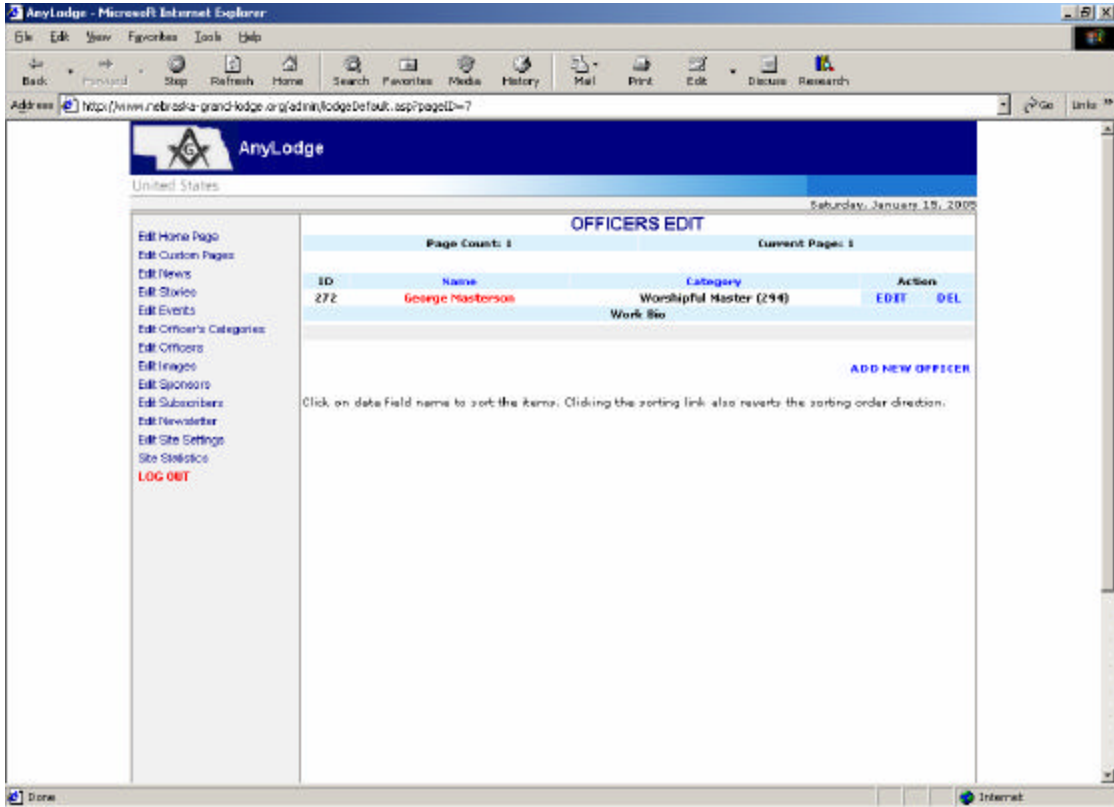 AnyLodge - Microsoft Internet Explorer
File Edit View Favorites Tools Help
Back Forward Stop Refresh Home Search Favorites Media History Mail Print Edit Discuss Research
Address http://www.nebraska-grand-lodge.org/admin/lodgeDefault.asp?pageID=7 Go Links »
G AnyLodge
United States
Saturday, January 15, 2005
OFFICERS EDIT
Page Count: 1 Current Page: 1
Edit Home Page
Edit Custom Pages
Edit News
Edit Stories
Edit Events
Edit Officer's Categories
Edit Officers
Edit Images
Edit Sponsors
Edit Subscribers
Edit Newsletter
Edit Site Settings
Site Statistics
LOG OUT
ID Name Category Action
272 George Masterson Worshipful Master (294) EDIT DEL
Work Bio
ADD NEW OFFICER
Click on data field name to sort the items. Clicking the sorting link also reverts the sorting order direction.
Done Internet